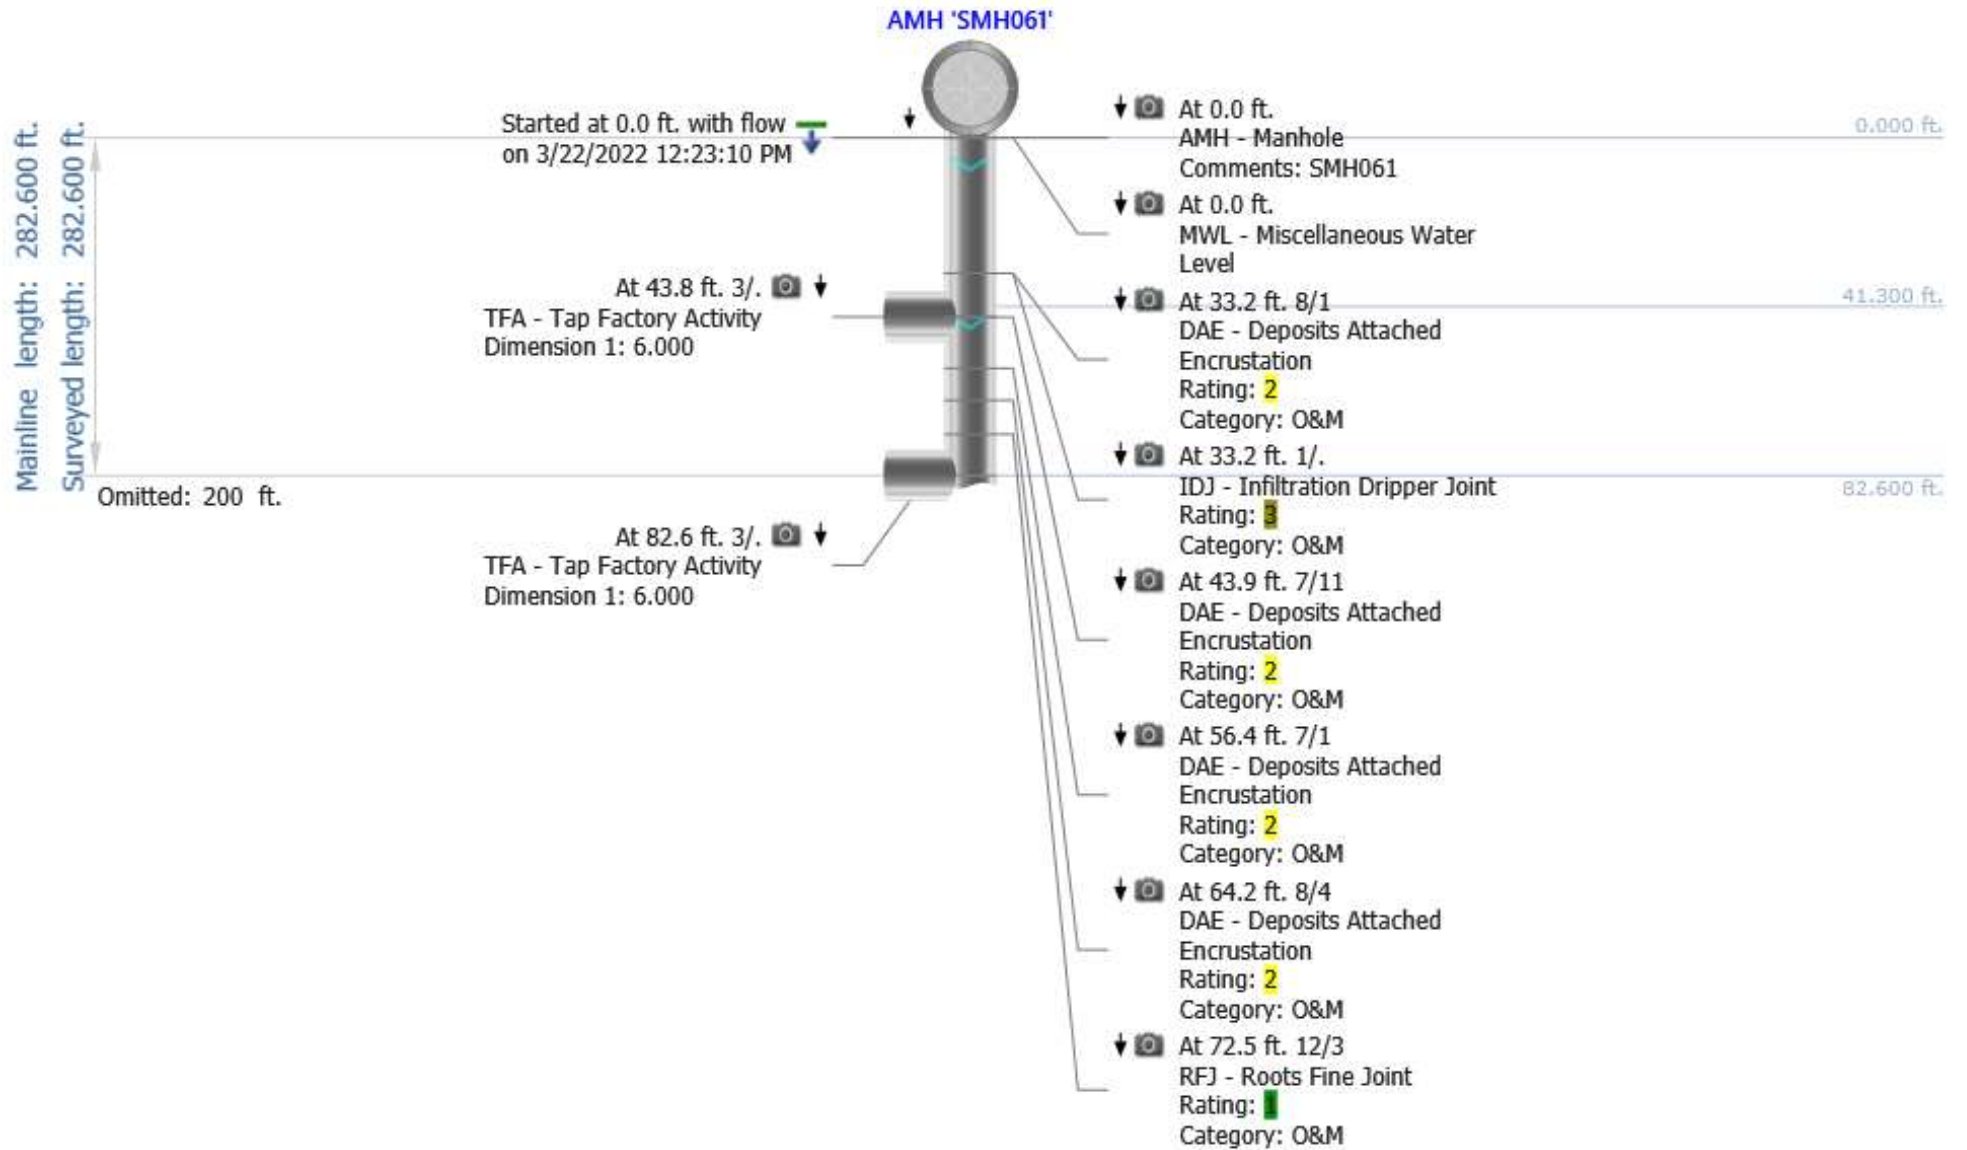 AMH 'SMH061'
Mainline length: 282.600 ft.
Surveyed length: 282.600 ft.
Started at 0.0 ft. with flow
on 3/22/2022 12:23:10 PM
At 43.8 ft. 3/.
TFA - Tap Factory Activity
Dimension 1: 6.000
Omitted: 200 ft.
At 82.6 ft. 3/.
TFA - Tap Factory Activity
Dimension 1: 6.000
At 0.0 ft.
AMH - Manhole
Comments: SMH061
At 0.0 ft.
MWL - Miscellaneous Water
Level
At 33.2 ft. 8/1
DAE - Deposits Attached
Encrustation
Rating: 2
Category: O&M
At 33.2 ft. 1/.
IDJ - Infiltration Dripper Joint
Rating: 3
Category: O&M
At 43.9 ft. 7/11
DAE - Deposits Attached
Encrustation
Rating: 2
Category: O&M
At 56.4 ft. 7/1
DAE - Deposits Attached
Encrustation
Rating: 2
Category: O&M
At 64.2 ft. 8/4
DAE - Deposits Attached
Encrustation
Rating: 2
Category: O&M
At 72.5 ft. 12/3
RFJ - Roots Fine Joint
Rating: 1
Category: O&M
0.000 ft.
41.300 ft.
82.600 ft.